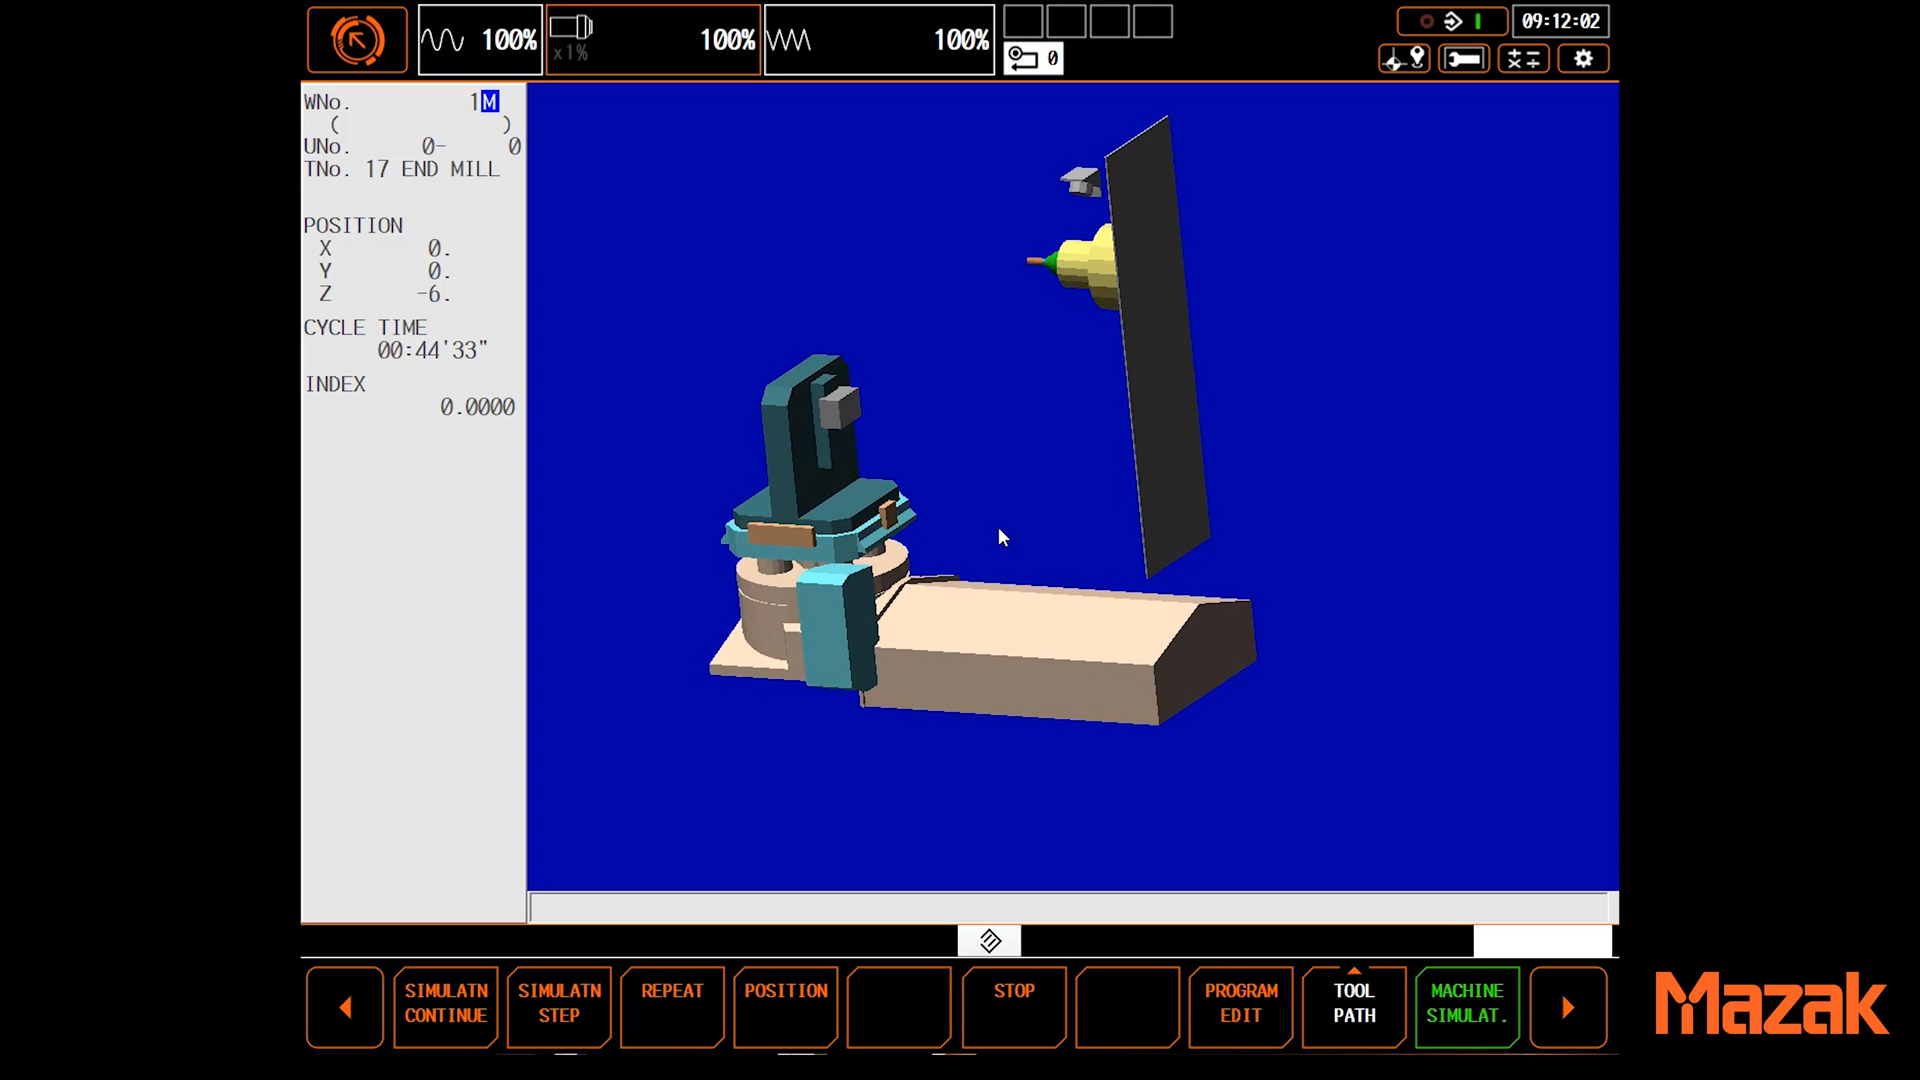 100%
x1%
100%
100%
0
09:12:02
WNo. 1M
( )
UNo. 0- 0
TNo. 17 END MILL
POSITION
X 0.
Y 0.
Z -6.
CYCLE TIME
00:44'33"
INDEX
0.0000
SIMULATN CONTINUE
SIMULATN STEP
REPEAT
POSITION
STOP
PROGRAM EDIT
TOOL PATH
MACHINE SIMULAT.
Mazak